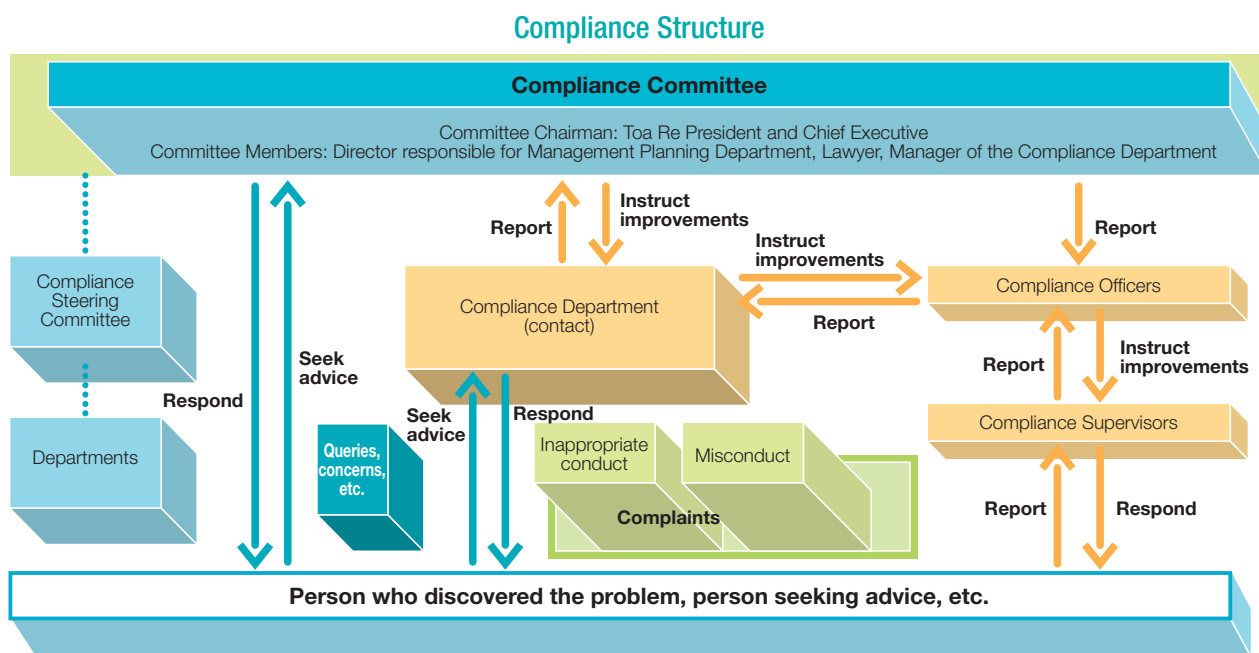 Compliance Structure
Compliance Committee
Committee Chairman: Toa Re President and Chief Executive
Committee Members: Director responsible for Management Planning Department, Lawyer, Manager of the Compliance Department
Report
Instruct
improvements
Report
Instruct
improvements
Compliance
Steering
Committee
Compliance Department
(contact)
Compliance Officers
Report
Seek
advice
Respond
Report
Instruct
improvements
Seek
advice
Respond
Departments
Queries,
concerns,
etc.
Inappropriate
conduct
Misconduct
Compliance Supervisors
Complaints
Report
Respond
Person who discovered the problem, person seeking advice, etc.